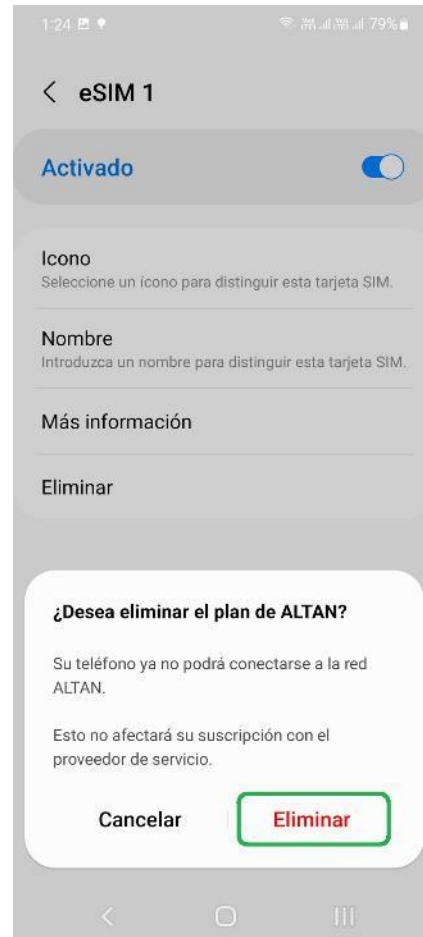 1:24 79%
eSIM 1
Activado
Icono
Seleccione un ícono para distinguir esta tarjeta SIM.
Nombre
Introduzca un nombre para distinguir esta tarjeta SIM.
Más información
Eliminar
¿Desea eliminar el plan de ALTAN?
Su teléfono ya no podrá conectarse a la red
ALTAN.
Esto no afectará su suscripción con el
proveedor de servicio.
Cancelar Eliminar